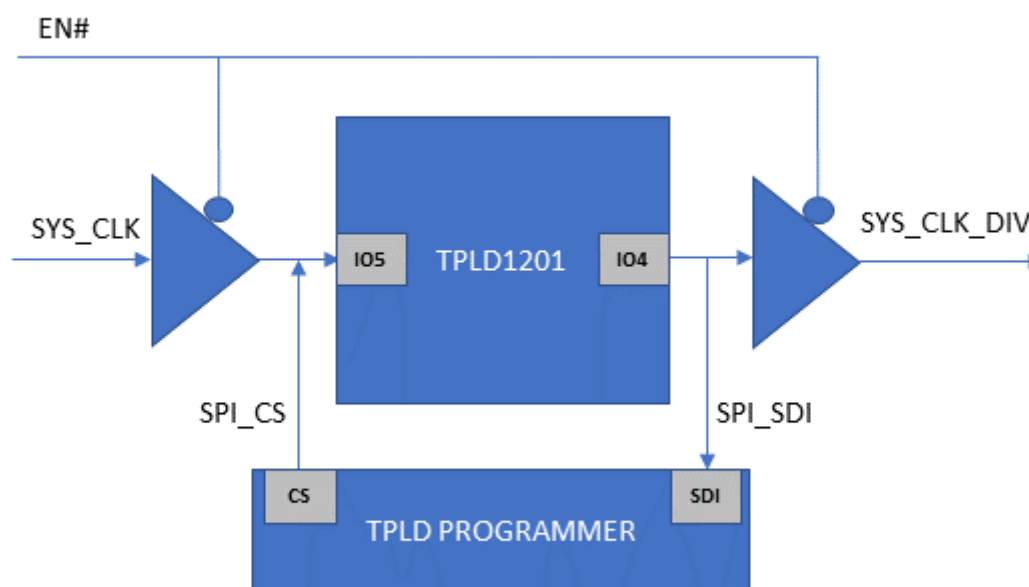 EN#
SYS_CLK
IO5
TPLD1201
IO4
SYS_CLK_DIV
SPI_CS
SPI_SDI
CS
TPLD PROGRAMMER
SDI